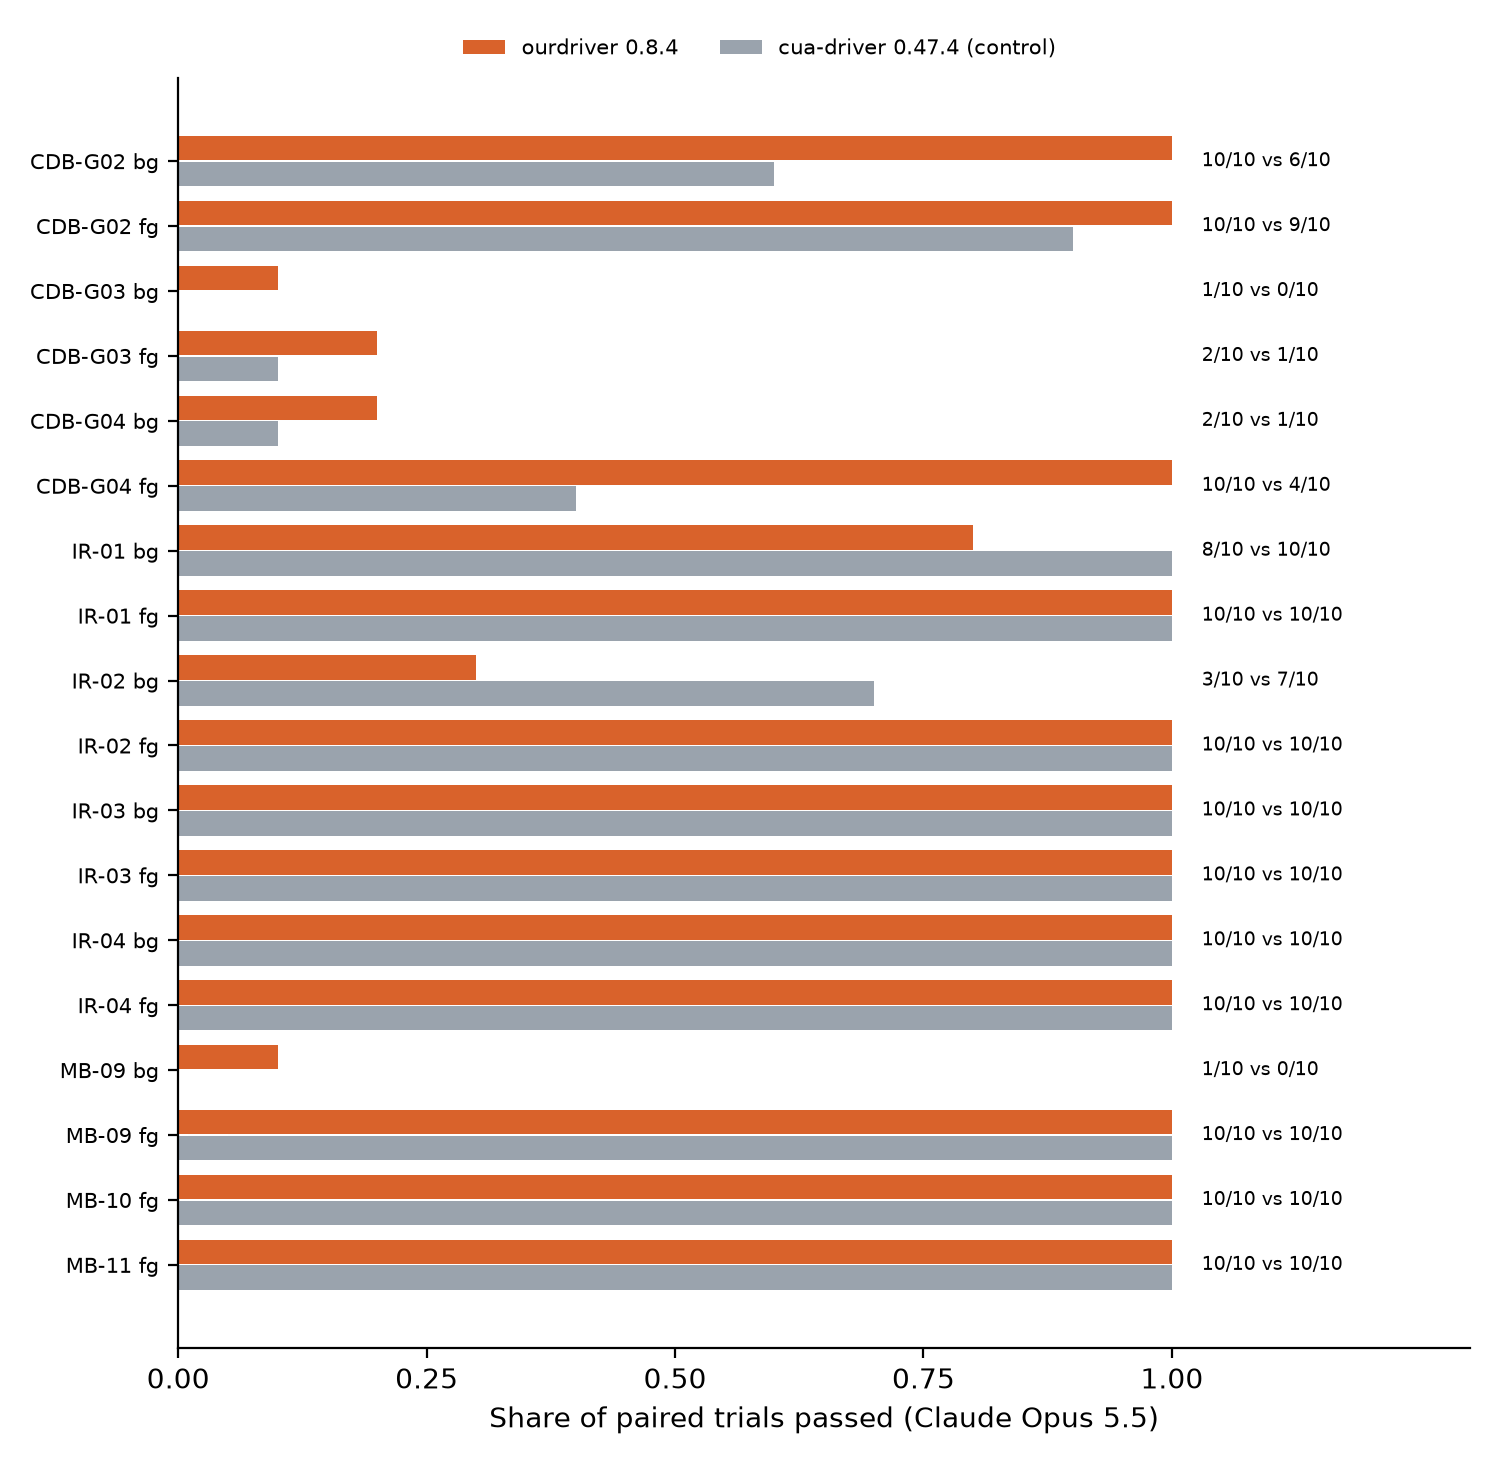 ourdriver 0.8.4 cua-driver 0.47.4 (control)
CDB-G02 bg 10/10 vs 6/10
CDB-G02 fg 10/10 vs 9/10
CDB-G03 bg 1/10 vs 0/10
CDB-G03 fg 2/10 vs 1/10
CDB-G04 bg 2/10 vs 1/10
CDB-G04 fg 10/10 vs 4/10
IR-01 bg 8/10 vs 10/10
IR-01 fg 10/10 vs 10/10
IR-02 bg 3/10 vs 7/10
IR-02 fg 10/10 vs 10/10
IR-03 bg 10/10 vs 10/10
IR-03 fg 10/10 vs 10/10
IR-04 bg 10/10 vs 10/10
IR-04 fg 10/10 vs 10/10
MB-09 bg 1/10 vs 0/10
MB-09 fg 10/10 vs 10/10
MB-10 fg 10/10 vs 10/10
MB-11 fg 10/10 vs 10/10
0.00 0.25 0.50 0.75 1.00
Share of paired trials passed (Claude Opus 5.5)